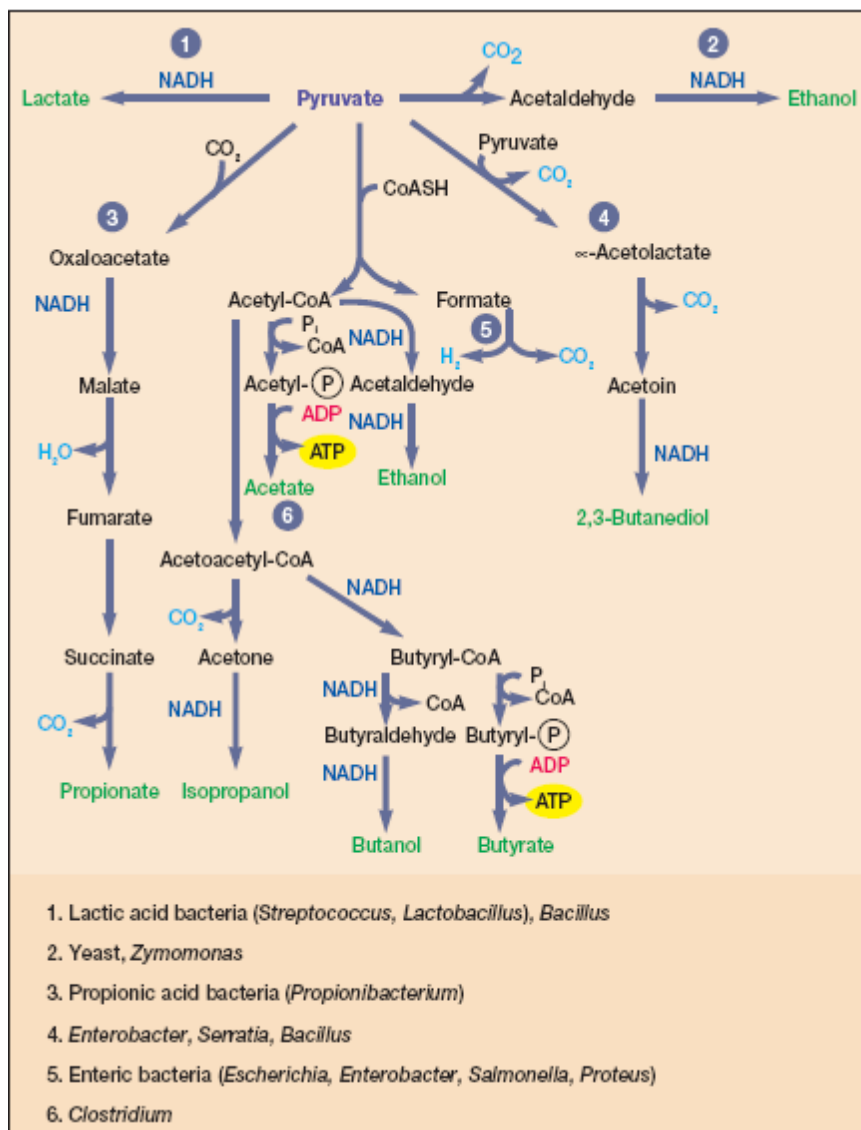 1
2
CO2
NADH
NADH
Lactate
Pyruvate
Acetaldehyde
Ethanol
CO₂
Pyruvate
CO₂
CoASH
3
4
Oxaloacetate
∝-Acetolactate
NADH
Acetyl-CoA
Formate
CO₂
Pᵢ
CoA
NADH
5
H₂
CO₂
Malate
Acetyl-P
Acetaldehyde
Acetoin
ADP
NADH
H₂O
ATP
NADH
Acetate
Ethanol
6
Fumarate
2,3-Butanediol
Acetoacetyl-CoA
NADH
CO₂
Succinate
Acetone
Butyryl-CoA
Pᵢ
NADH
CoA
CoA
CO₂
NADH
Butyraldehyde
Butyryl-P
NADH
ADP
Propionate
Isopropanol
ATP
Butanol
Butyrate
1. Lactic acid bacteria (Streptococcus, Lactobacillus), Bacillus
2. Yeast, Zymomonas
3. Propionic acid bacteria (Propionibacterium)
4. Enterobacter, Serratia, Bacillus
5. Enteric bacteria (Escherichia, Enterobacter, Salmonella, Proteus)
6. Clostridium